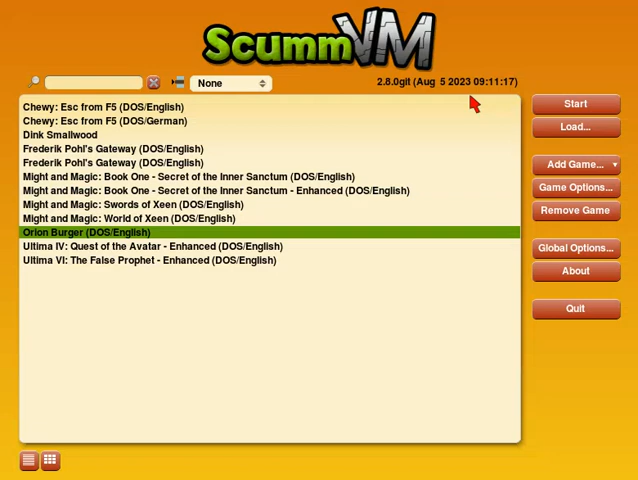 ScummVM
None
2.8.0git (Aug 5 2023 09:11:17)
Chewy: Esc from F5 (DOS/English)
Chewy: Esc from F5 (DOS/German)
Dink Smallwood
Frederik Pohl's Gateway (DOS/English)
Frederik Pohl's Gateway (DOS/English)
Might and Magic: Book One - Secret of the Inner Sanctum (DOS/English)
Might and Magic: Book One - Secret of the Inner Sanctum - Enhanced (DOS/English)
Might and Magic: Swords of Xeen (DOS/English)
Might and Magic: World of Xeen (DOS/English)
Orion Burger (DOS/English)
Ultima IV: Quest of the Avatar - Enhanced (DOS/English)
Ultima VI: The False Prophet - Enhanced (DOS/English)
Start
Load...
Add Game...
Game Options...
Remove Game
Global Options...
About
Quit